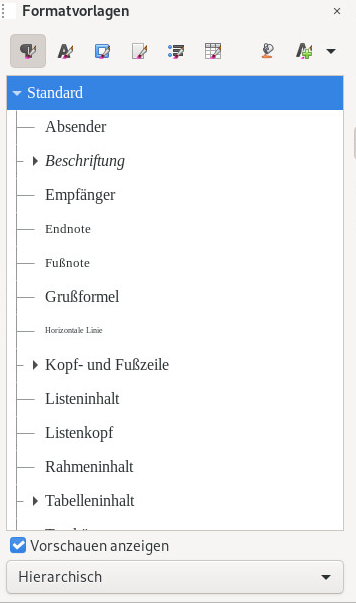 Formatvorlagen
Standard
Absender
Beschriftung
Empfänger
Endnote
Fußnote
Grußformel
Horizontale Linie
Kopf- und Fußzeile
Listeninhalt
Listenkopf
Rahmeninhalt
Tabelleninhalt
Vorschauen anzeigen
Hierarchisch